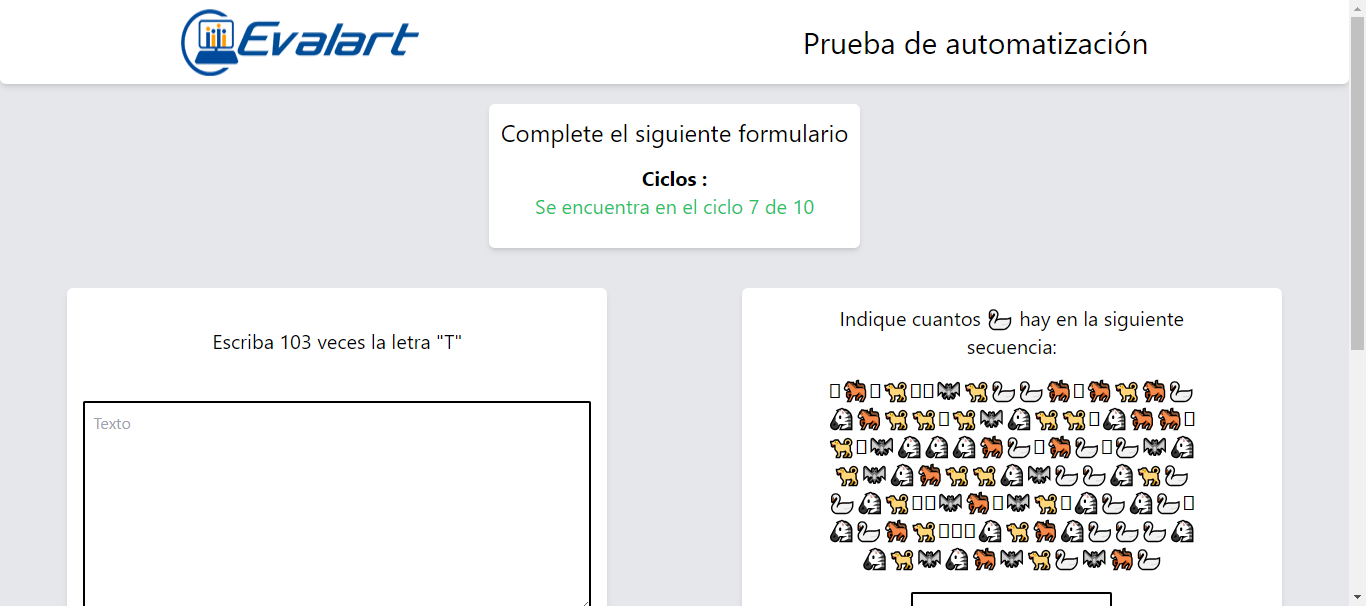 Evalart
Prueba de automatización
Complete el siguiente formulario
Ciclos :
Se encuentra en el ciclo 7 de 10
Escriba 103 veces la letra "T"
Texto
Indique cuantos 🦢 hay en la siguiente
secuencia: